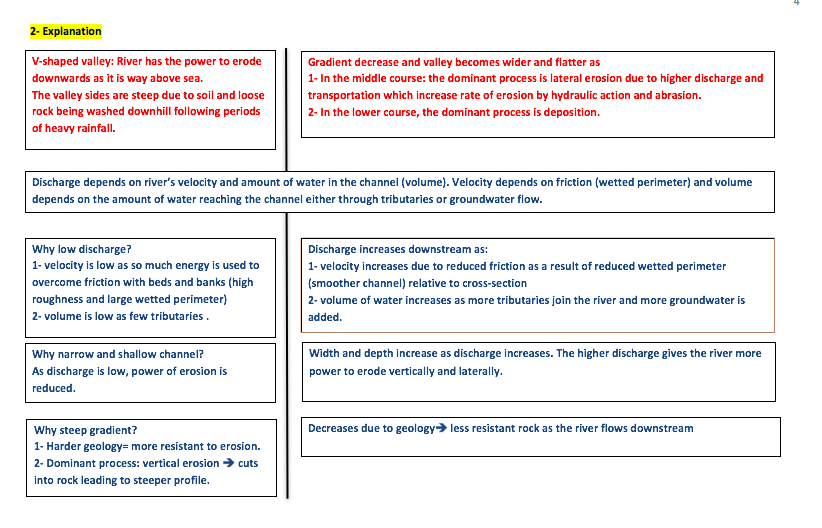 4
2- Explanation
V-shaped valley: River has the power to erode
downwards as it is way above sea.
The valley sides are steep due to soil and loose
rock being washed downhill following periods
of heavy rainfall.
Gradient decrease and valley becomes wider and flatter as
1- In the middle course: the dominant process is lateral erosion due to higher discharge and
transportation which increase rate of erosion by hydraulic action and abrasion.
2- In the lower course, the dominant process is deposition.
Discharge depends on river's velocity and amount of water in the channel (volume). Velocity depends on friction (wetted perimeter) and volume
depends on the amount of water reaching the channel either through tributaries or groundwater flow.
Why low discharge?
1- velocity is low as so much energy is used to
overcome friction with beds and banks (high
roughness and large wetted perimeter)
2- volume is low as few tributaries .
Discharge increases downstream as:
1- velocity increases due to reduced friction as a result of reduced wetted perimeter
(smoother channel) relative to cross-section
2- volume of water increases as more tributaries join the river and more groundwater is
added.
Why narrow and shallow channel?
As discharge is low, power of erosion is
reduced.
Width and depth increase as discharge increases. The higher discharge gives the river more
power to erode vertically and laterally.
Why steep gradient?
1- Harder geology= more resistant to erosion.
2- Dominant process: vertical erosion ➔ cuts
into rock leading to steeper profile.
Decreases due to geology➔ less resistant rock as the river flows downstream